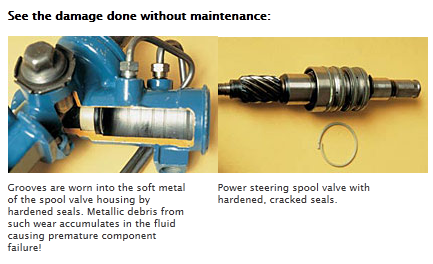 See the damage done without maintenance:
Grooves are worn into the soft metal
of the spool valve housing by
hardened seals. Metallic debris from
such wear accumulates in the fluid
causing premature component
failure!
Power steering spool valve with
hardened, cracked seals.